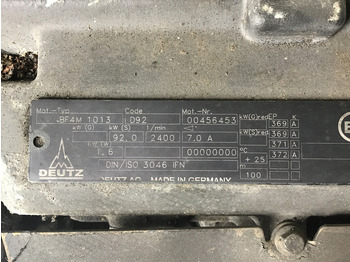 Mot.-Typ Code Mot.-Nr. kW(G)red EP K
BF4M 1013 D92 00456453 369 A
kW (G) kW (S) 1/min kW(S)red 369 A
92.0 2400 7.0 A 371 A
372 A
1.6 00000000 °C + 25
DIN/ISO 3046 IFN m 100
DEUTZ DEUTZ AG MADE IN GERMANY